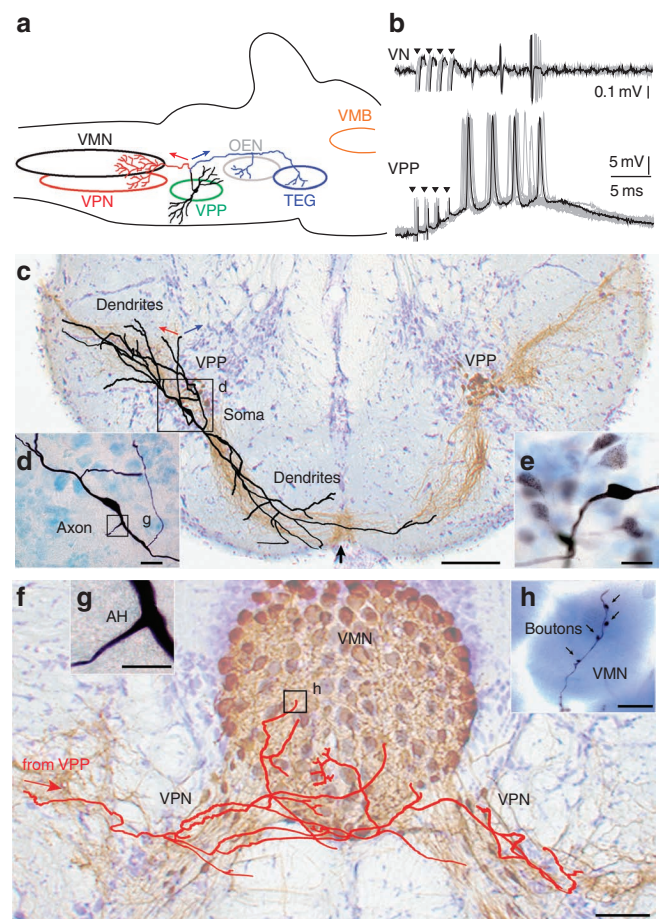 a
VMN
VPN
VPP
OEN
TEG
VMB
b
VN
0.1 mV
VPP
5 mV
5 ms
c
Dendrites
VPP
d
Soma
VPP
Dendrites
d
Axon
g
e
f
g
AH
VMN
h
Boutons
VMN
h
from VPP
VPN
VPN